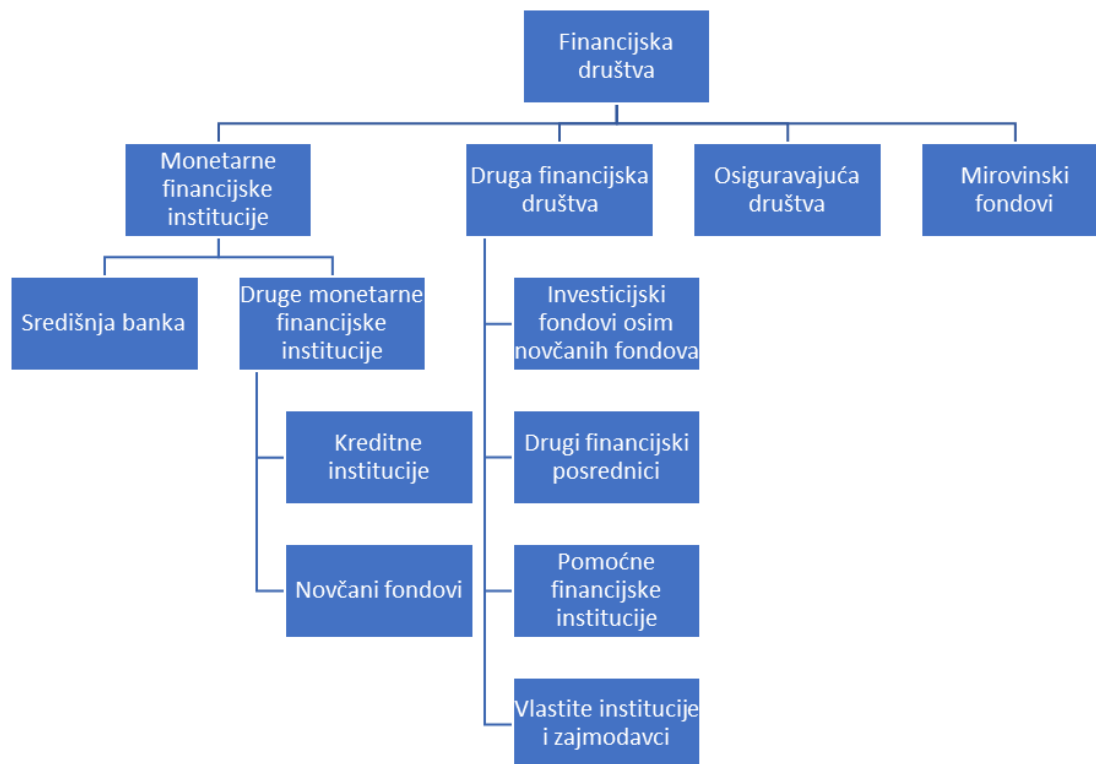 Financijska
društva
Monetarne
financijske
institucije
Druga financijska
društva
Osiguravajuća
društva
Mirovinski
fondovi
Središnja banka
Druge monetarne
financijske
institucije
Kreditne
institucije
Novčani fondovi
Investicijski
fondovi osim
novčanih fondova
Drugi financijski
posrednici
Pomoćne
financijske
institucije
Vlastite institucije
i zajmodavci